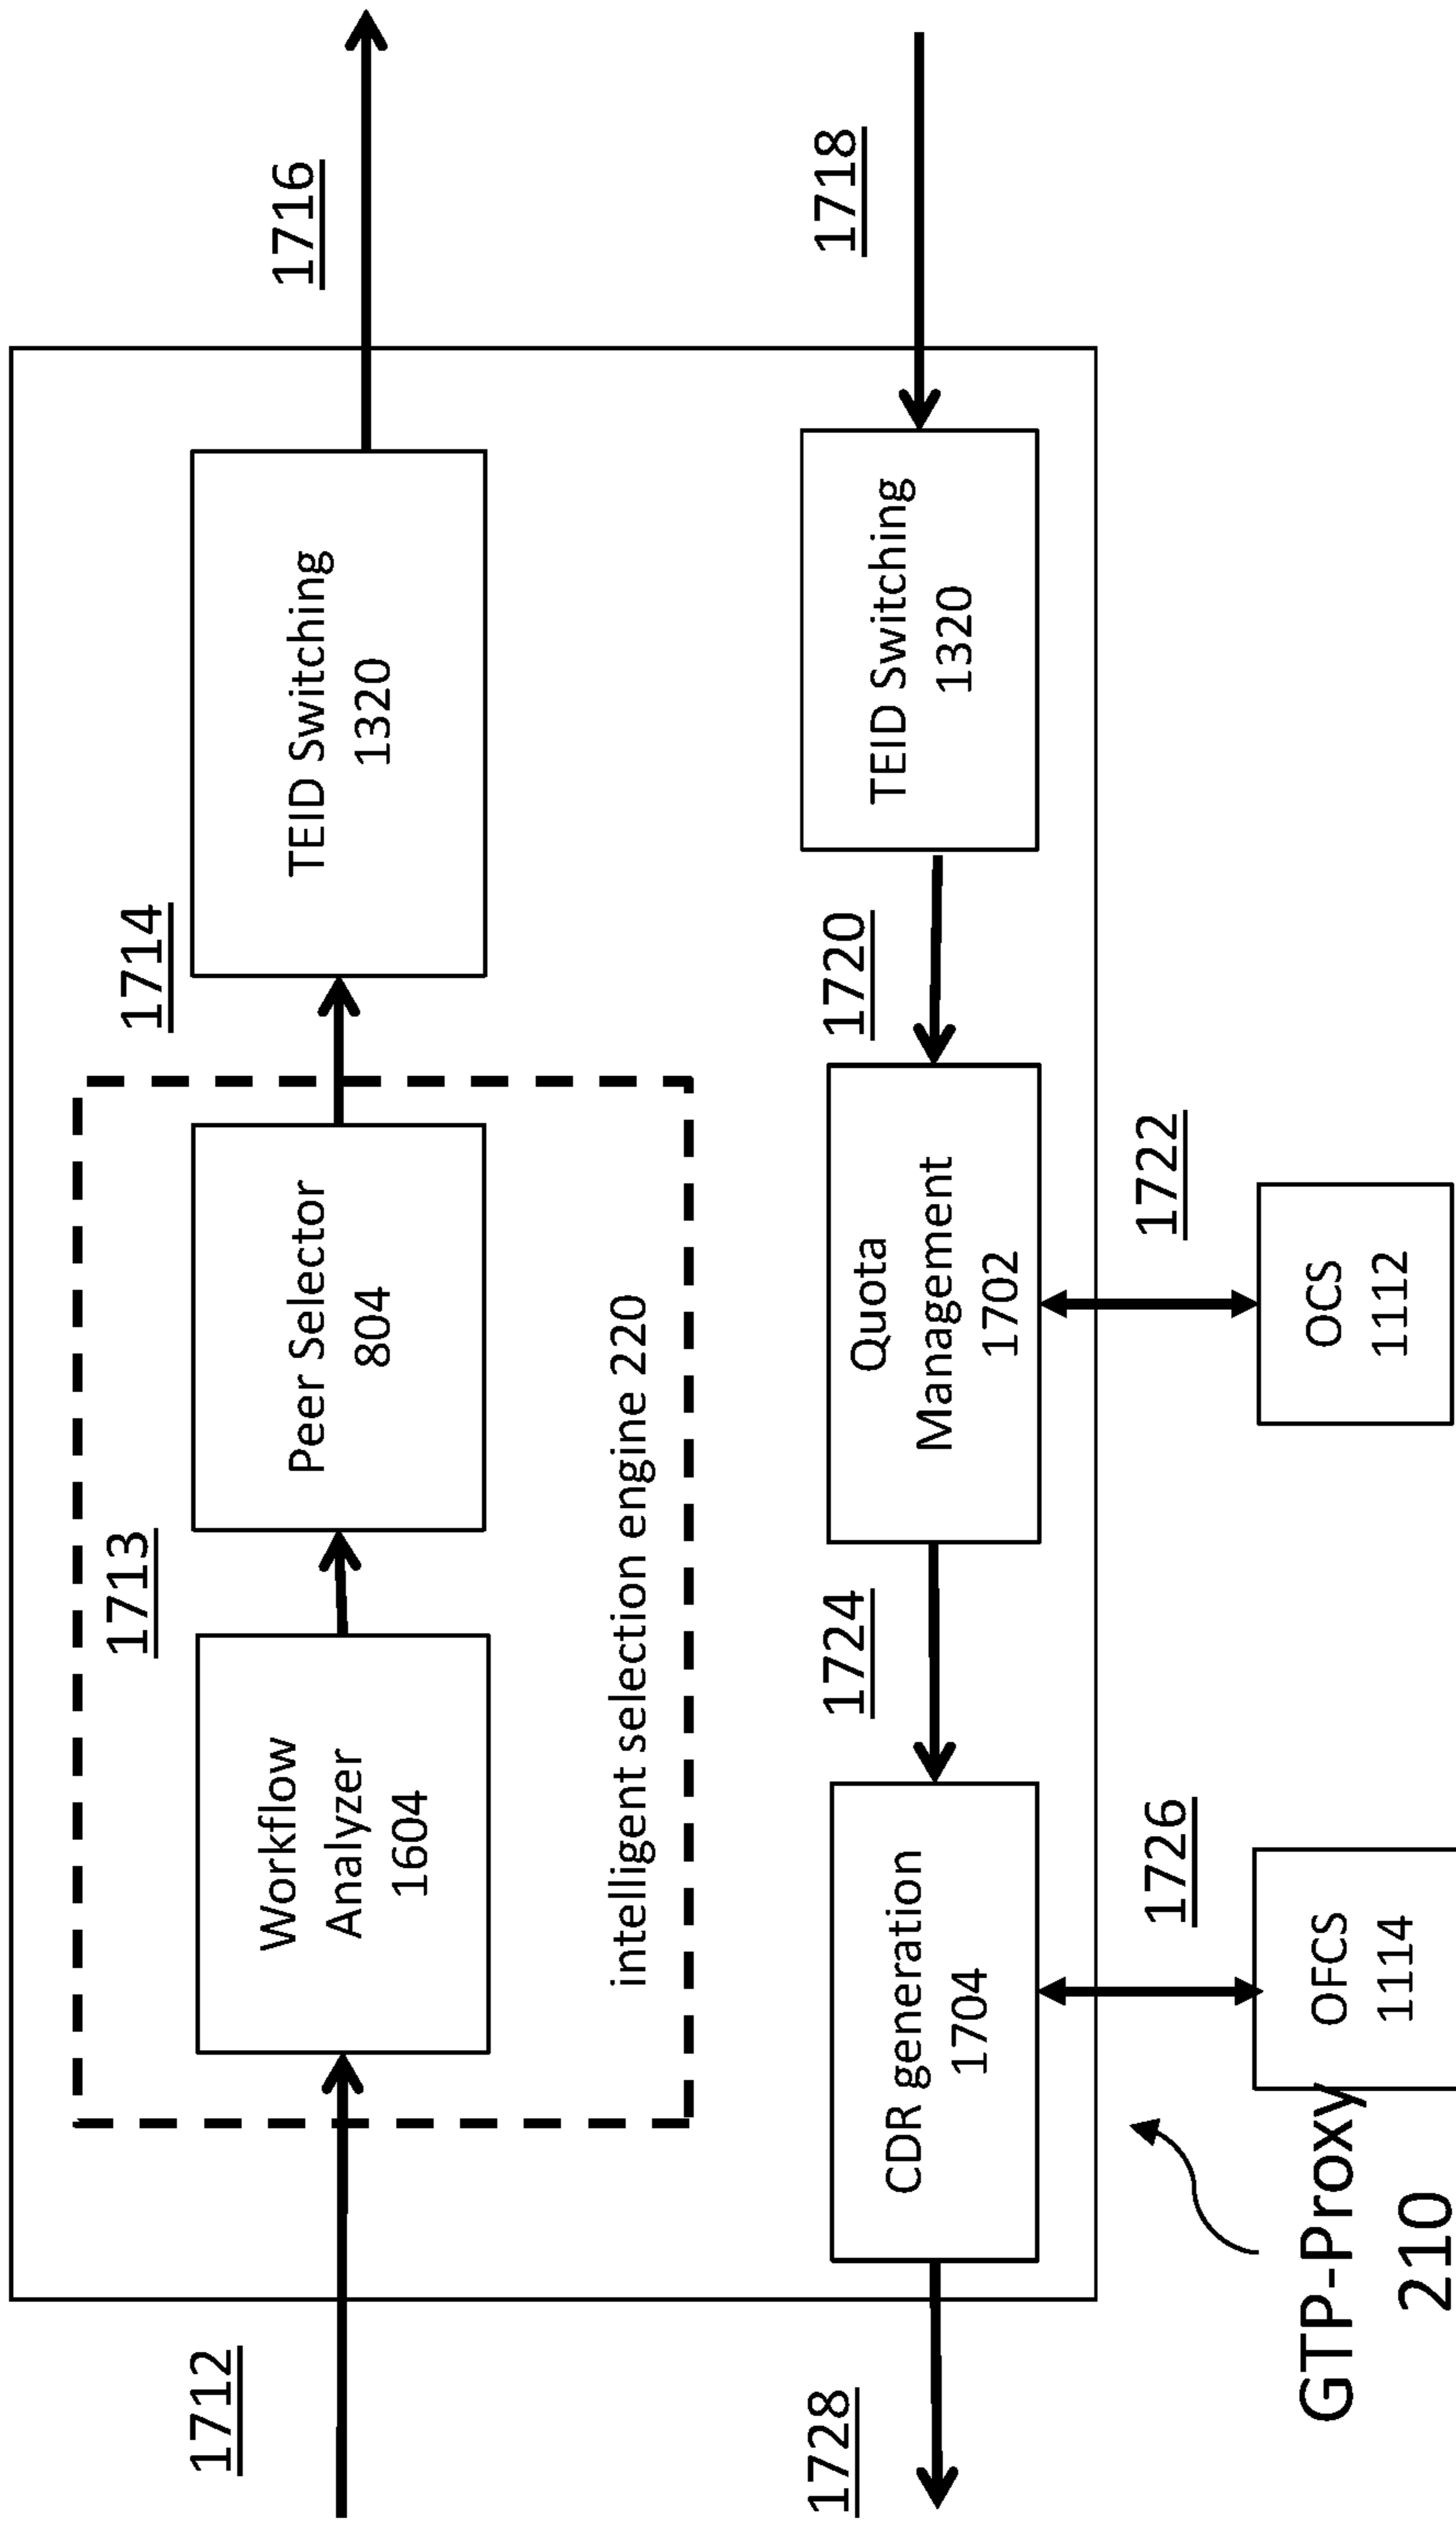 1712
1713
1714
1716
Workflow
Analyzer
1604
Peer Selector
804
TEID Switching
1320
intelligent selection engine 220
1728
1724
1720
1718
CDR generation
1704
Quota
Management
1702
TEID Switching
1320
1726
1722
OFCS
1114
OCS
1112
GTP-Proxy
210